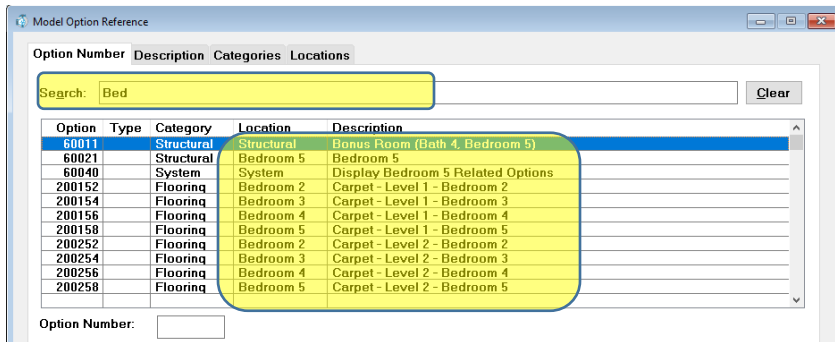 Model Option Reference
Option Number Description Categories Locations
Search: Bed Clear
Option Type Category Location Description
60011 Structural Structural Bonus Room (Bath 4, Bedroom 5)
60021 Structural Bedroom 5 Bedroom 5
60040 System System Display Bedroom 5 Related Options
200152 Flooring Bedroom 2 Carpet - Level 1 - Bedroom 2
200154 Flooring Bedroom 3 Carpet - Level 1 - Bedroom 3
200156 Flooring Bedroom 4 Carpet - Level 1 - Bedroom 4
200158 Flooring Bedroom 5 Carpet - Level 1 - Bedroom 5
200252 Flooring Bedroom 2 Carpet - Level 2 - Bedroom 2
200254 Flooring Bedroom 3 Carpet - Level 2 - Bedroom 3
200256 Flooring Bedroom 4 Carpet - Level 2 - Bedroom 4
200258 Flooring Bedroom 5 Carpet - Level 2 - Bedroom 5
Option Number: